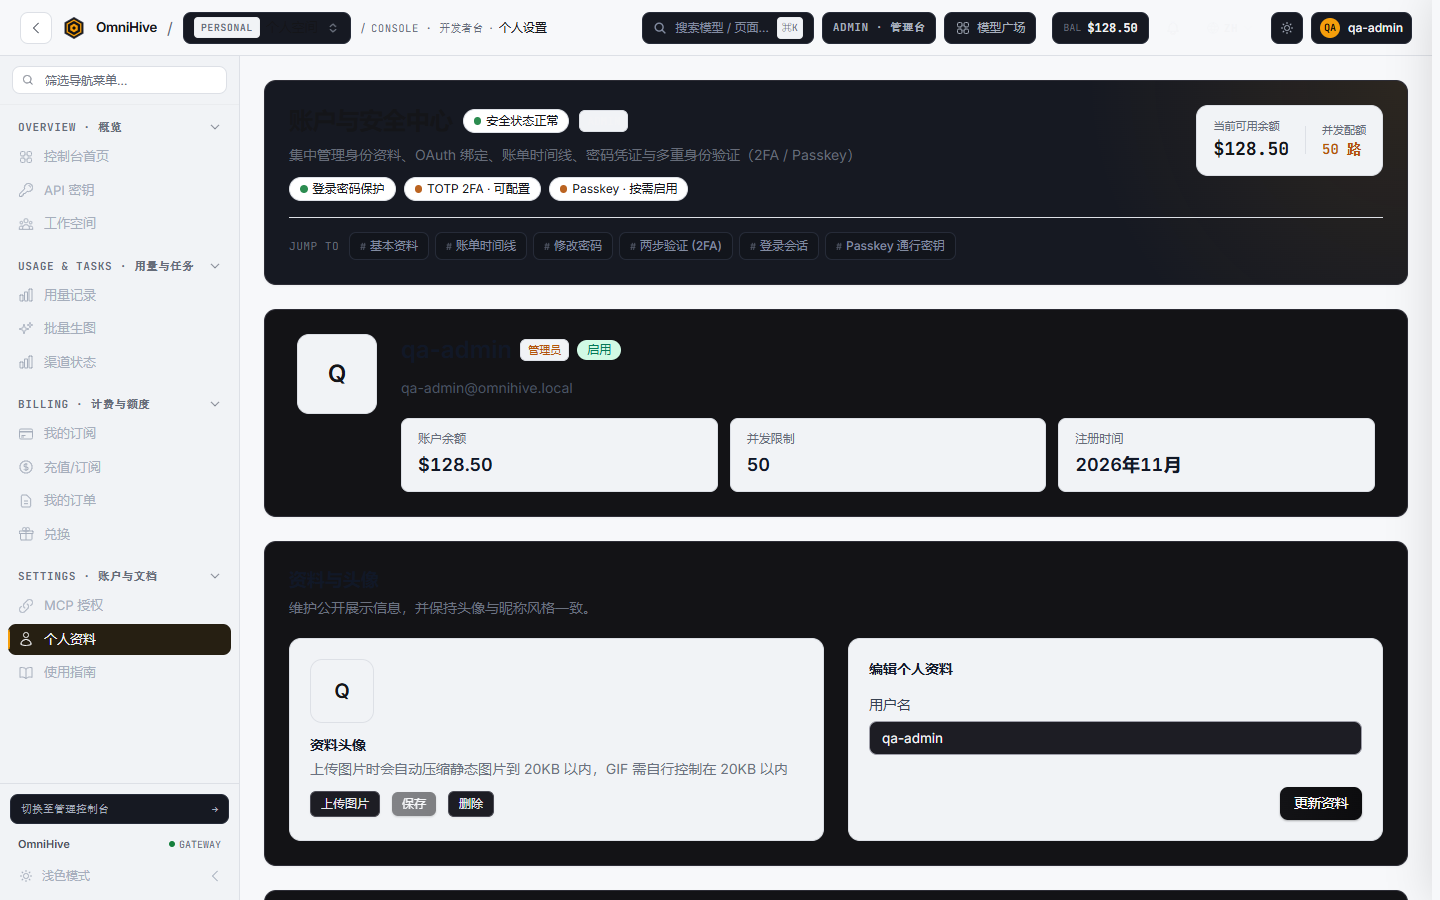 OmniHive / PERSONAL / CONSOLE · 开发者台 · 个人设置 搜索模型 / 页面... ⌘K ADMIN · 管理台 模型广场 BAL $128.50 QA qa-admin
筛选导航菜单...
OVERVIEW · 概览
控制台首页
API 密钥
工作空间
USAGE & TASKS · 用量与任务
用量记录
批量生图
渠道状态
BILLING · 计费与额度
我的订阅
充值/订阅
我的订单
兑换
SETTINGS · 账户与文档
MCP 授权
个人资料
使用指南
切换至管理控制台 →
OmniHive GATEWAY
浅色模式
账户与安全中心 安全状态正常
集中管理身份资料、OAuth 绑定、账单时间线、密码凭证与多重身份验证（2FA / Passkey）
登录密码保护 TOTP 2FA · 可配置 Passkey · 按需启用
当前可用余额 并发配额
$128.50 50 路
JUMP TO # 基本资料 # 账单时间线 # 修改密码 # 两步验证 (2FA) # 登录会话 # Passkey 通行密钥
Q
qa-admin 管理员 启用
qa-admin@omnihive.local
账户余额 并发限制 注册时间
$128.50 50 2026年11月
资料与头像
维护公开展示信息，并保持头像与昵称风格一致。
Q
资料头像
上传图片时会自动压缩静态图片到 20KB 以内，GIF 需自行控制在 20KB 以内
上传图片 保存 删除
编辑个人资料
用户名
qa-admin
更新资料